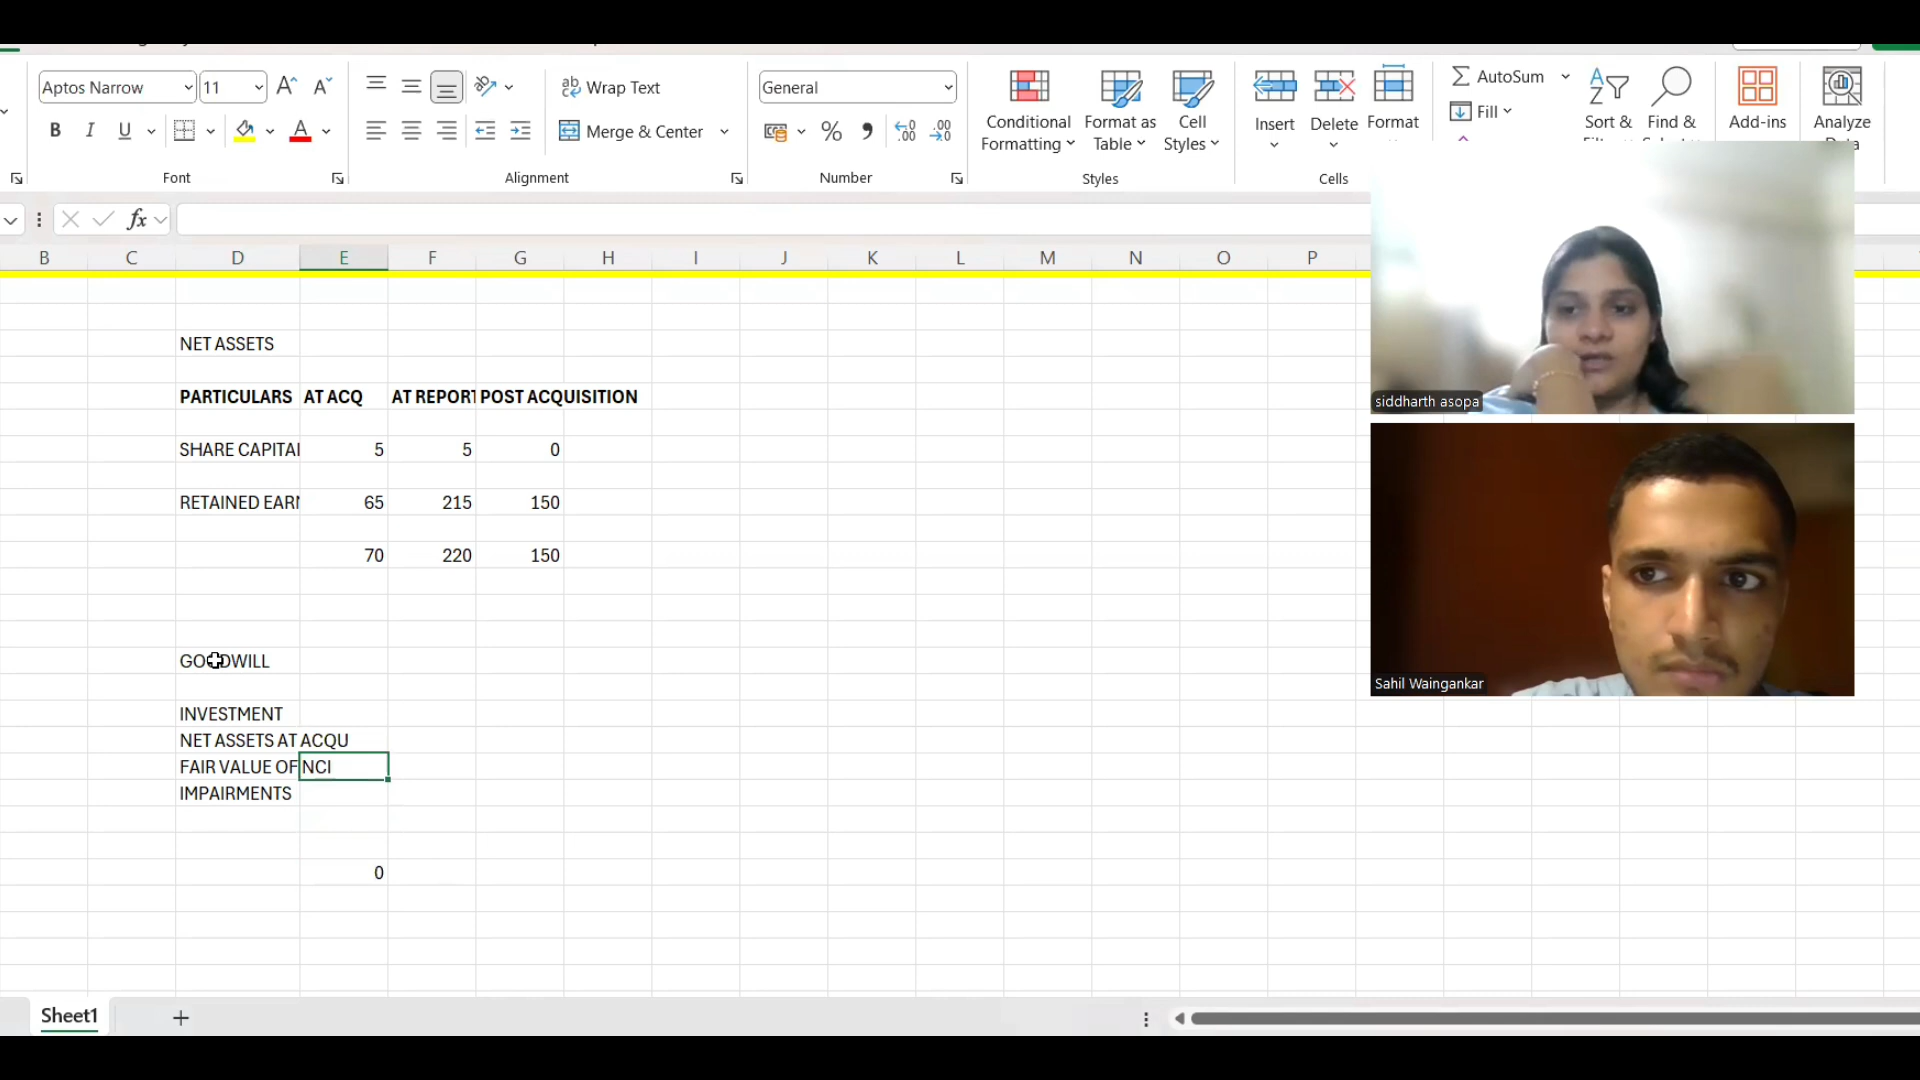 Aptos Narrow 11 Wrap Text General AutoSum
B I U Merge & Center % Fill
Conditional Formatting Format as Table Cell Styles Insert Delete Format Sort & Find & Add-ins Analyze
Font Alignment Number Styles Cells
fx
B C D E F G H I J K L M N O P
NET ASSETS
PARTICULARS AT ACQ AT REPORT POST ACQUISITION
SHARE CAPITAL 5 5 0
RETAINED EARN 65 215 150
70 220 150
GOODWILL
INVESTMENT
NET ASSETS AT ACQU
FAIR VALUE OF NCI
IMPAIRMENTS
0
siddharth asopa
Sahil Waingankar
Sheet1